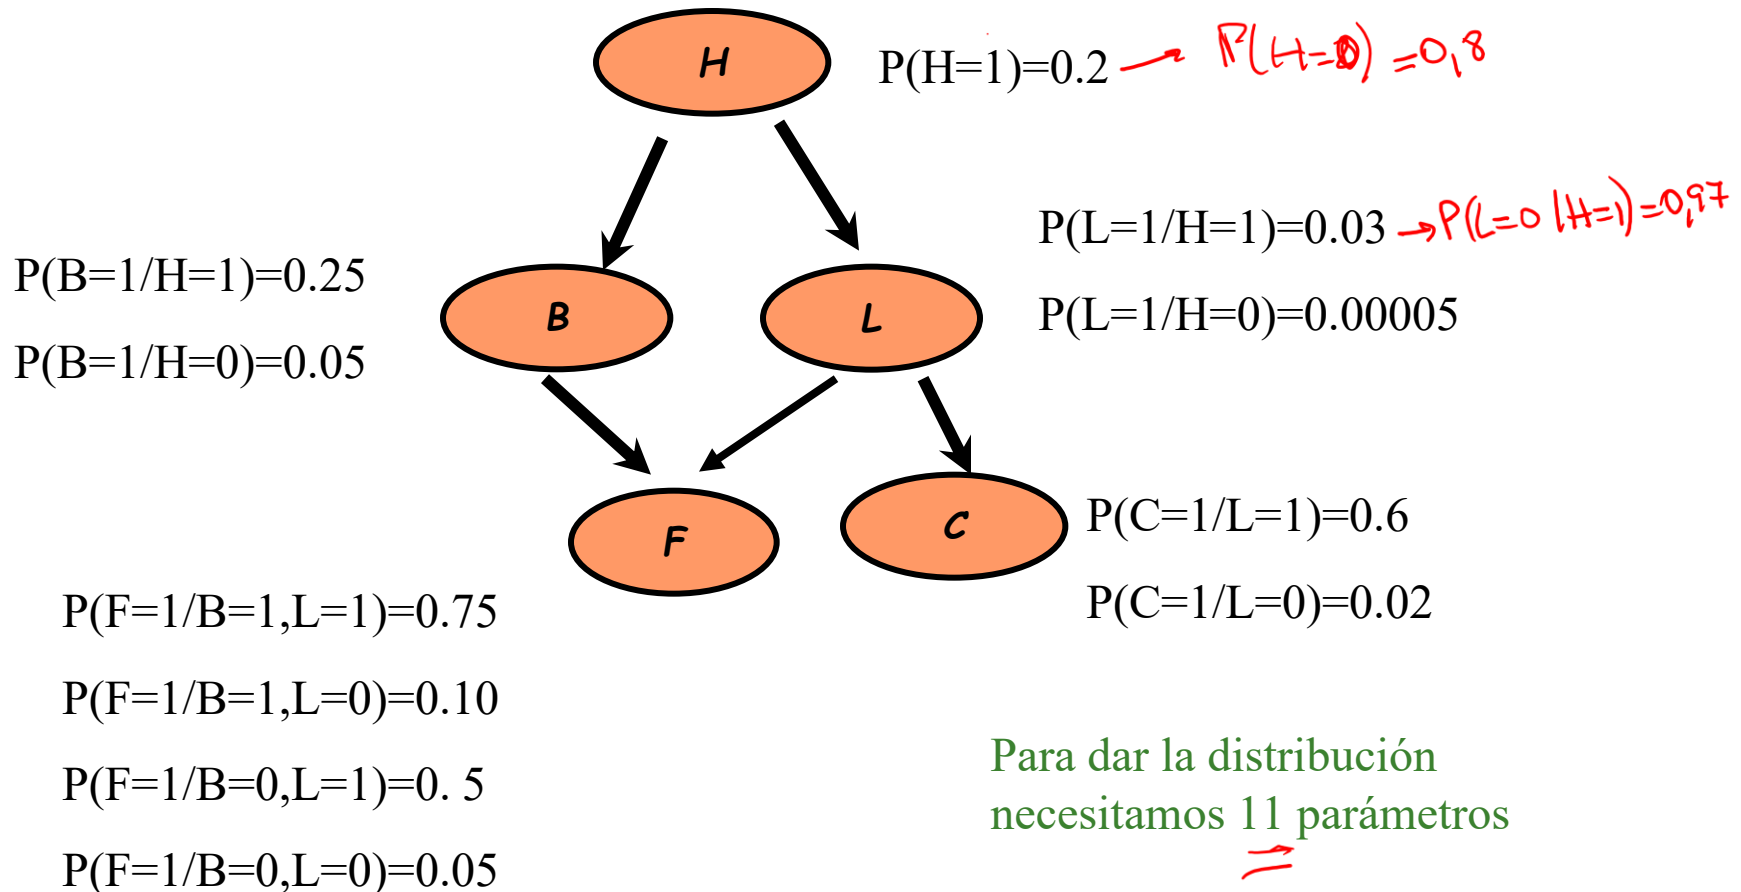 H
P(H=1)=0.2 → P(H=0)=0,8
P(L=1/H=1)=0.03 → P(L=0|H=1)=0,97
P(B=1/H=1)=0.25
B
L
P(L=1/H=0)=0.00005
P(B=1/H=0)=0.05
F
C
P(C=1/L=1)=0.6
P(F=1/B=1,L=1)=0.75
P(C=1/L=0)=0.02
P(F=1/B=1,L=0)=0.10
P(F=1/B=0,L=1)=0. 5
P(F=1/B=0,L=0)=0.05
Para dar la distribución
necesitamos 11 parámetros